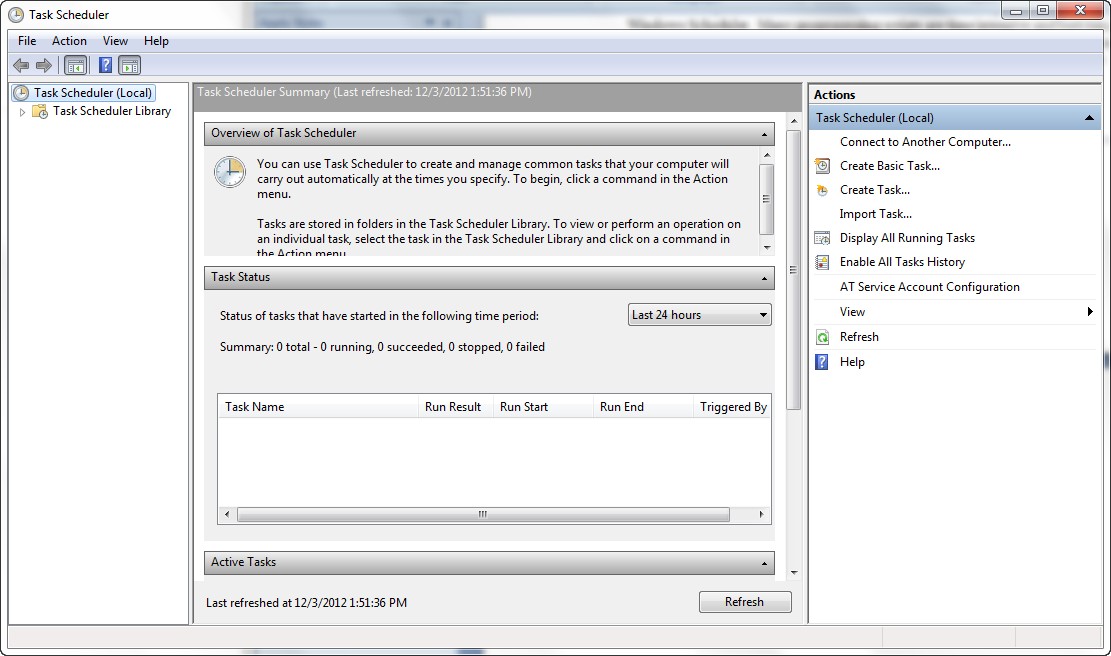 Task Scheduler
File Action View Help
Task Scheduler (Local)
Task Scheduler Library
Task Scheduler Summary (Last refreshed: 12/3/2012 1:51:36 PM)
Overview of Task Scheduler
You can use Task Scheduler to create and manage common tasks that your computer will
carry out automatically at the times you specify. To begin, click a command in the Action
menu.
Tasks are stored in folders in the Task Scheduler Library. To view or perform an operation
on an individual task, select the task in the Task Scheduler Library and click on a command
in the Action menu
Task Status
Status of tasks that have started in the following time period:
Last 24 hours
Summary: 0 total - 0 running, 0 succeeded, 0 stopped, 0 failed
Task Name Run Result Run Start Run End Triggered By
Active Tasks
Last refreshed at 12/3/2012 1:51:36 PM
Refresh
Actions
Task Scheduler (Local)
Connect to Another Computer...
Create Basic Task...
Create Task...
Import Task...
Display All Running Tasks
Enable All Tasks History
AT Service Account Configuration
View
Refresh
Help